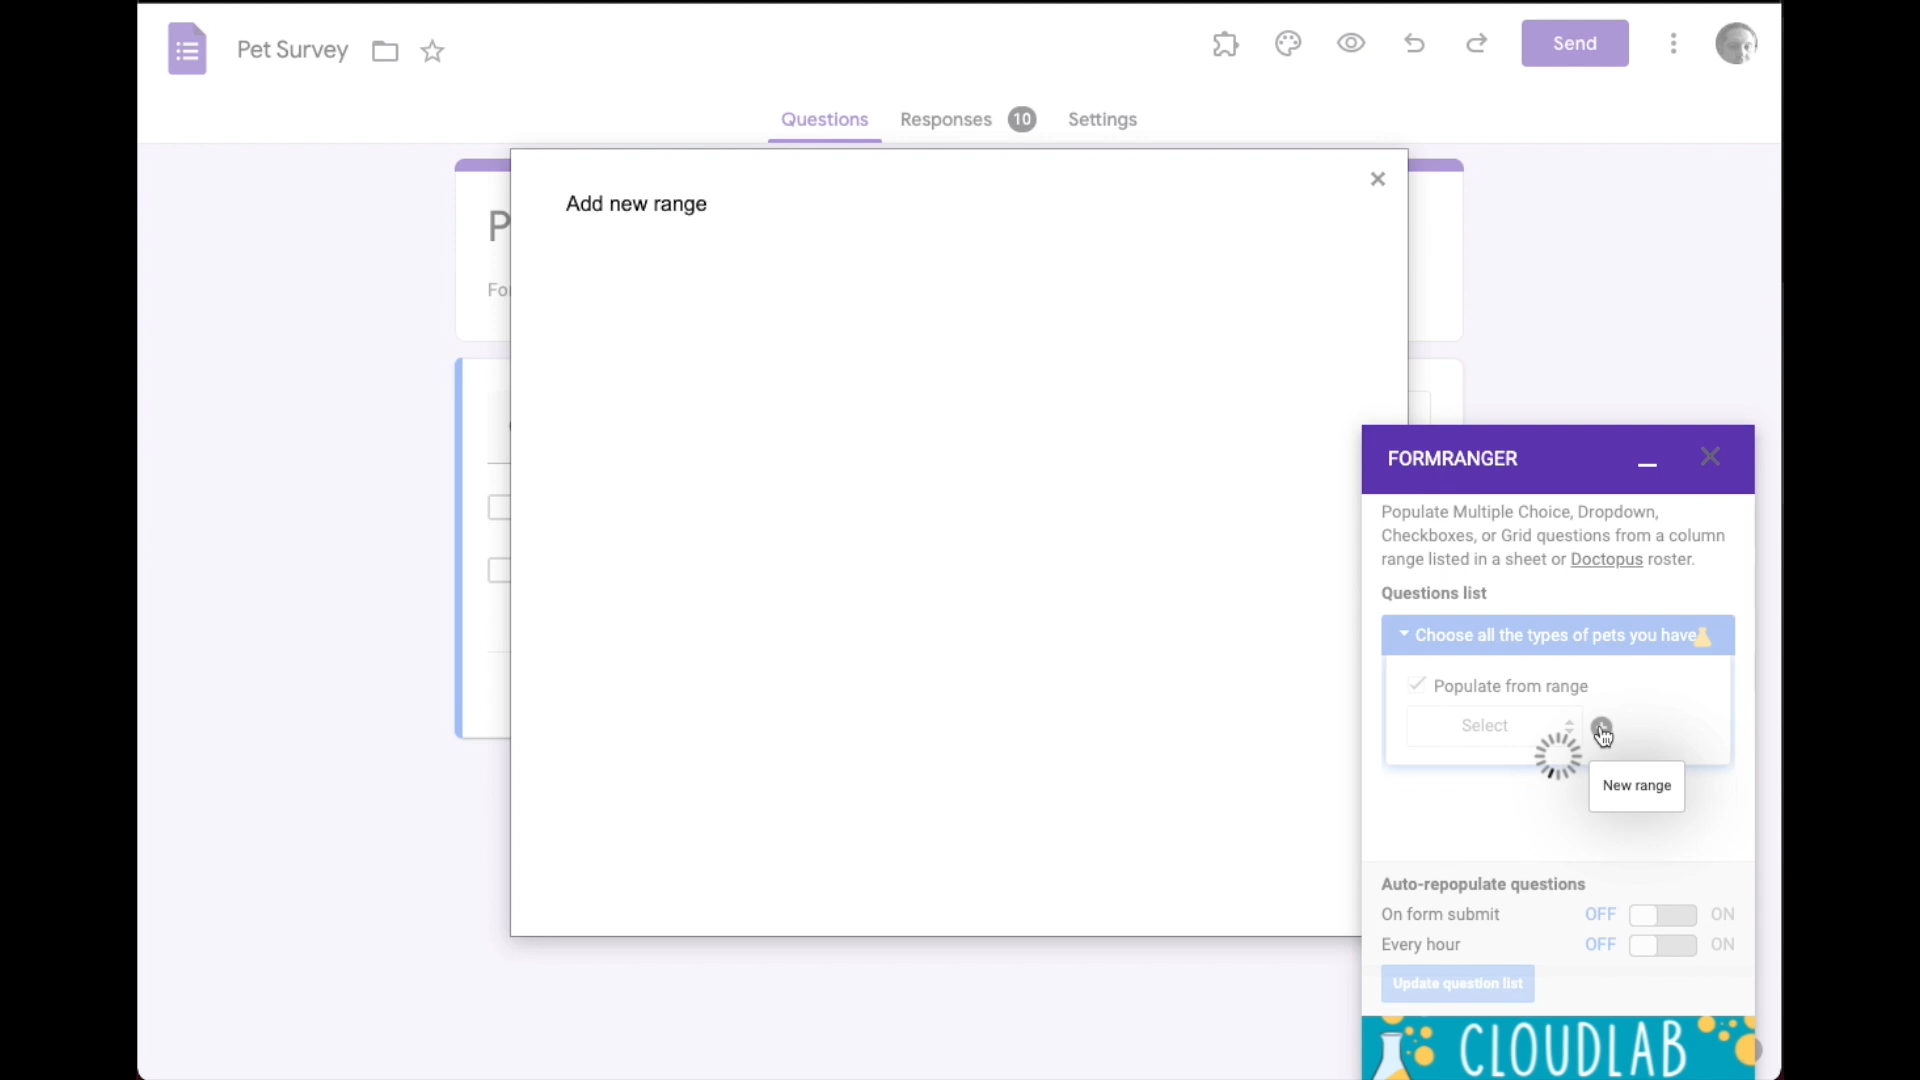 Pet Survey
Send
Questions
Responses 10
Settings
Add new range
P
For
FORMRANGER
Populate Multiple Choice, Dropdown,
Checkboxes, or Grid questions from a column
range listed in a sheet or Doctopus roster.
Questions list
Choose all the types of pets you have
Populate from range
Select
New range
Auto-repopulate questions
On form submit OFF ON
Every hour OFF ON
Update question list
CLOUDLAB